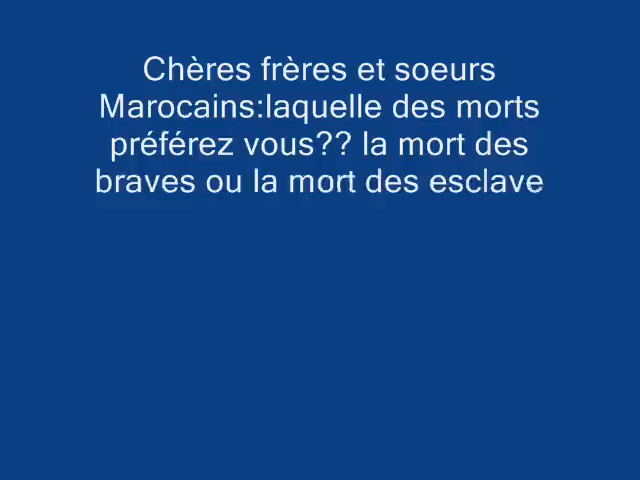 Chères frères et soeurs
Marocains:laquelle des morts
préférez vous?? la mort des
braves ou la mort des esclave